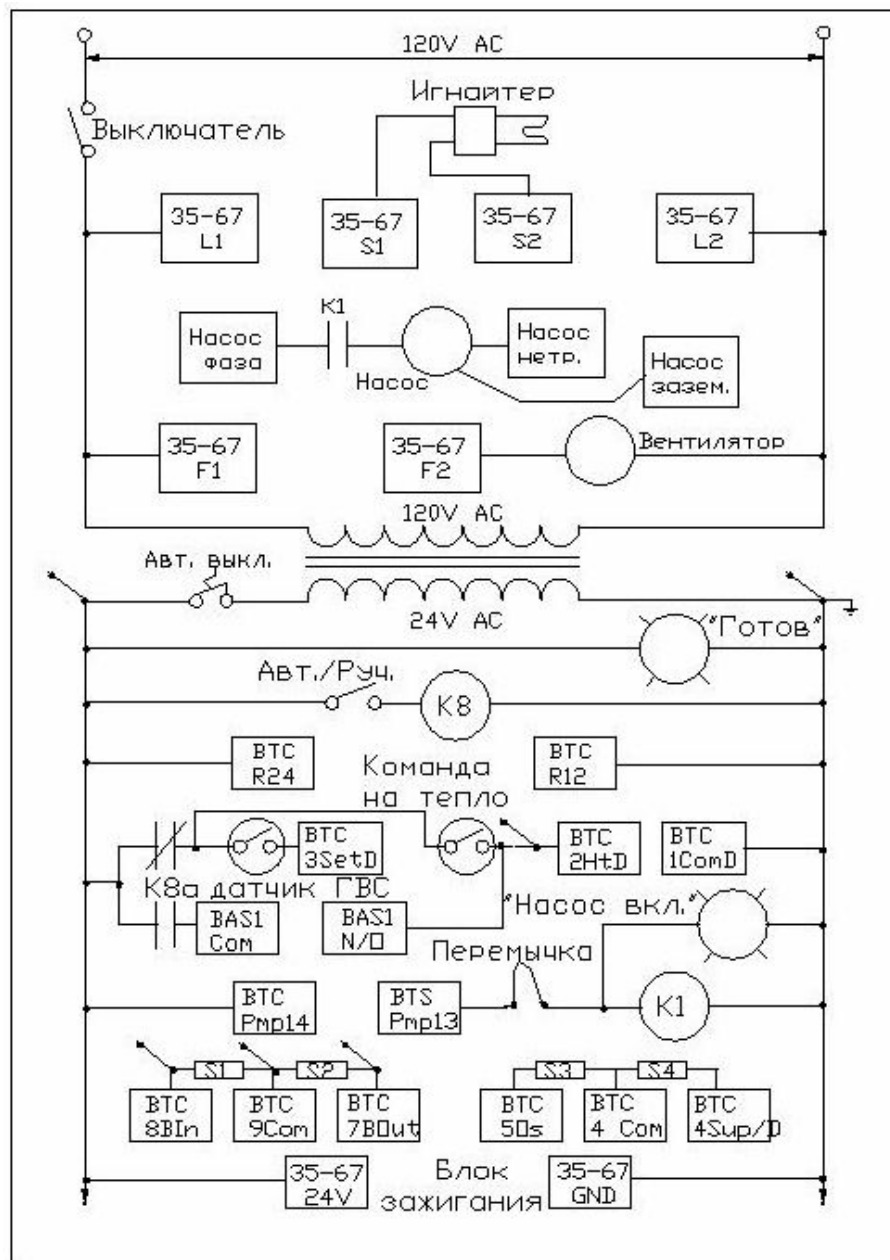 120V AC
Игнайтер
Выключатель
35-67
L1
35-67
S1
35-67
S2
35-67
L2
К1
Насос
фаза
Насос
Насос
нетр.
Насос
зазем.
35-67
F1
35-67
F2
Вентилятор
120V AC
Авт. выкл.
24V AC
"Готов"
Авт./Руч.
К8
BTC
R24
BTC
R12
Команда
на тепло
BTC
3SetD
BTC
2HtD
BTC
1ComD
К8а датчик ГВС
BAS1
Com
BAS1
N/O
"Насос вкл."
Перемычка
BTC
Pmp14
BTS
Pmp13
К1
S1
S2
S3
S4
BTC
8BIn
BTC
9Com
BTC
7BOut
BTC
5Os
BTC
4 Com
BTC
4Sup/D
35-67
24V
Блок
зажигания
35-67
GND